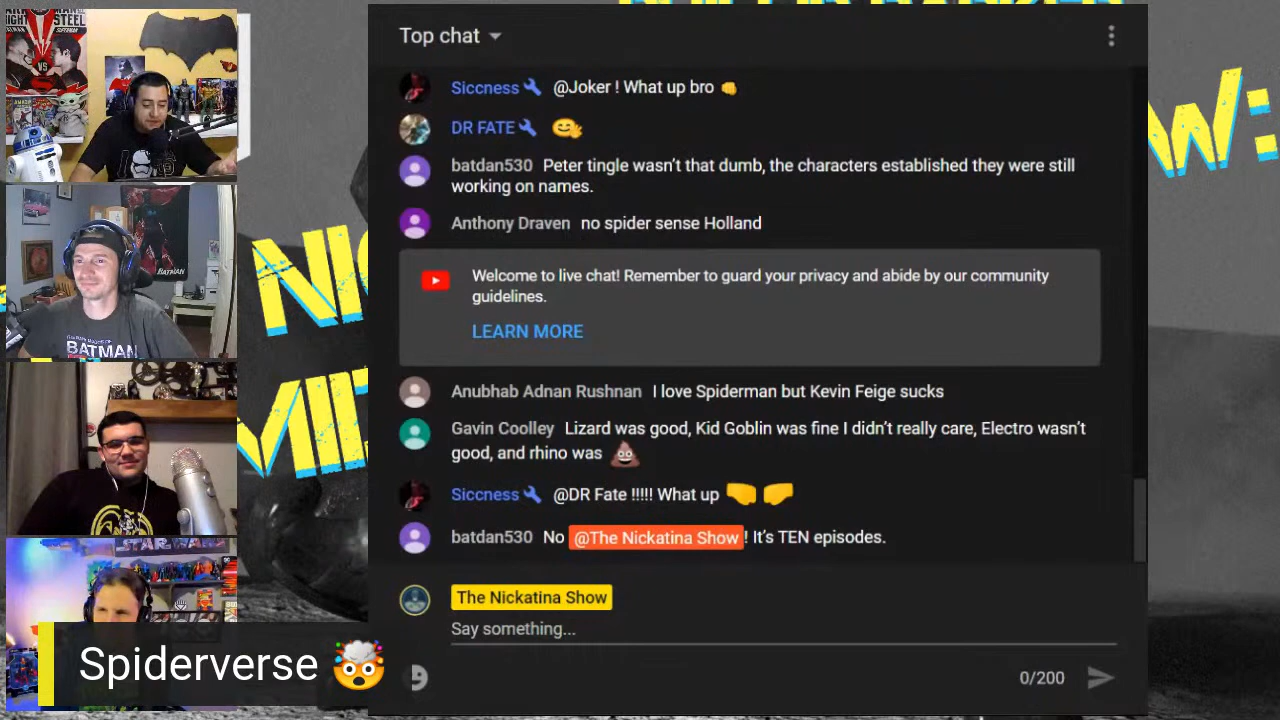 Top chat
Siccness @Joker ! What up bro 👊
DR FATE
batdan530 Peter tingle wasn't that dumb, the characters established they were still
working on names.
Anthony Draven no spider sense Holland
Welcome to live chat! Remember to guard your privacy and abide by our community
guidelines.
LEARN MORE
Anubhab Adnan Rushnan I love Spiderman but Kevin Feige sucks
Gavin Coolley Lizard was good, Kid Goblin was fine I didn't really care, Electro wasn't
good, and rhino was 💩
Siccness @DR Fate !!!!! What up 🤜 🤛
batdan530 No @The Nickatina Show! It's TEN episodes.
The Nickatina Show
Say something...
0/200
Spiderverse 🤯
BATMAN
BATMAN
VS
W: